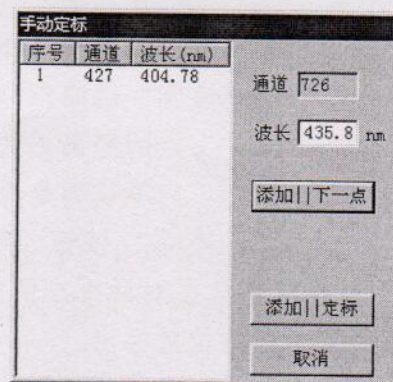 手动定标
序号 通道 波长(nm)
1 427 404.78
通道 726
波长 435.8 nm
添加||下一点
添加||定标
取消